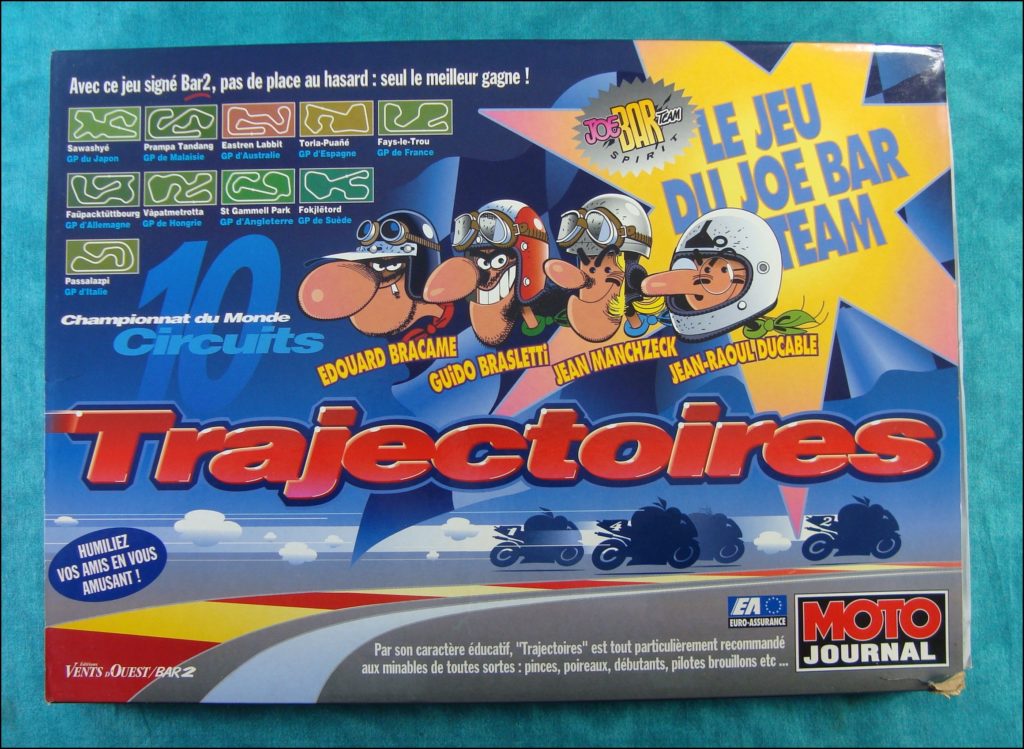 Avec ce jeu signé Bar2, pas de place au hasard : seul le meilleur gagne !
Sawashyé
GP du Japon
Prampa Tandang
GP de Malaisie
Eastren Labbit
GP d'Australie
Torla-Puañé
GP d'Espagne
Fays-le-Trou
GP de France
Faüpacktüttbourg
GP d'Allemagne
Vàpatmetrotta
GP de Hongrie
St Gammell Park
GP d'Angleterre
Fokjlëtord
GP de Suède
Passalazpi
GP d'Italie
JOE BAR TEAM
SPIRIT
LE JEU
DU JOE BAR
TEAM
10
Championnat du Monde
Circuits
EDOUARD BRACAME
GUiDO BRASLETTi
JEAN MANCHZECK
JEAN-RAOUL DUCABLE
Trajectoires
1
4
2
HUMILIEZ
VOS AMIS EN VOUS
AMUSANT !
EA
EURO-ASSURANCE
MOTO
JOURNAL
Par son caractère éducatif, "Trajectoires" est tout particulièrement recommandé
aux minables de toutes sortes : pinces, poireaux, débutants, pilotes brouillons etc ...
Editions
VENTS D'OUEST/BAR2